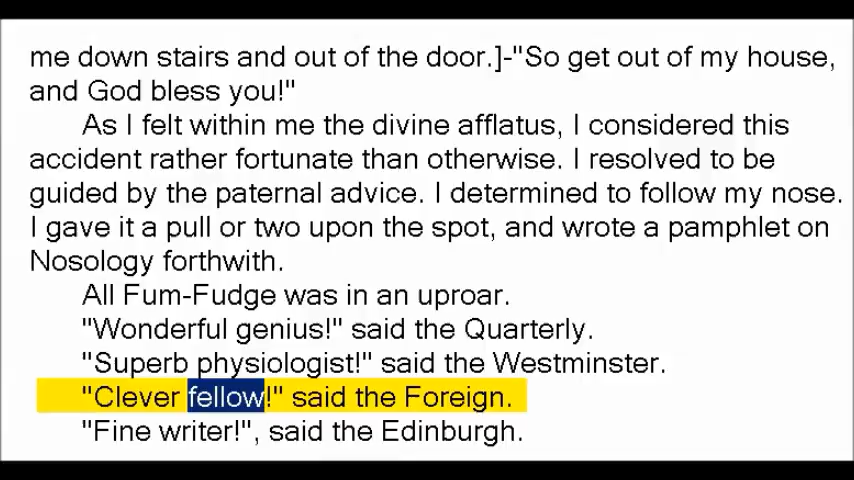 me down stairs and out of the door.]-"So get out of my house,
and God bless you!"
As I felt within me the divine afflatus, I considered this
accident rather fortunate than otherwise. I resolved to be
guided by the paternal advice. I determined to follow my nose.
I gave it a pull or two upon the spot, and wrote a pamphlet on
Nosology forthwith.
All Fum-Fudge was in an uproar.
"Wonderful genius!" said the Quarterly.
"Superb physiologist!" said the Westminster.
"Clever fellow!" said the Foreign.
"Fine writer!", said the Edinburgh.